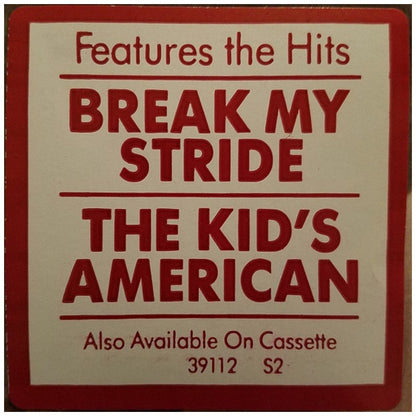 Features the Hits
BREAK MY
STRIDE
THE KID'S
AMERICAN
Also Available On Cassette
39112 S2